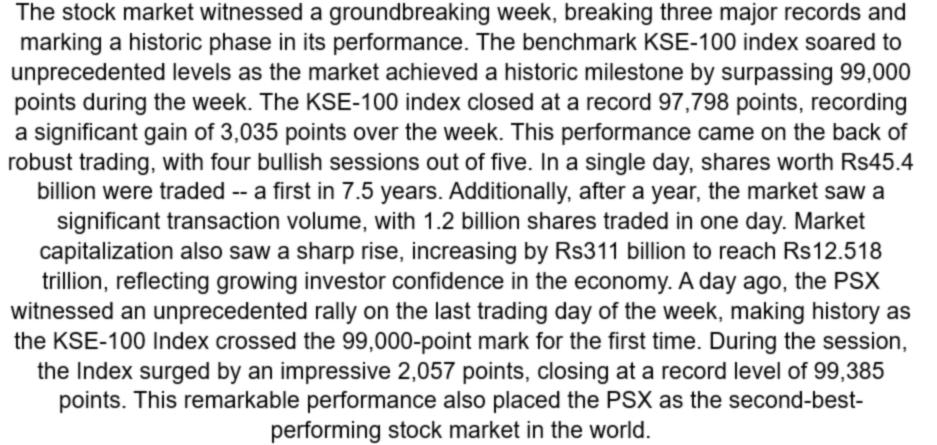 The stock market witnessed a groundbreaking week, breaking three major records and
marking a historic phase in its performance. The benchmark KSE-100 index soared to
unprecedented levels as the market achieved a historic milestone by surpassing 99,000
points during the week. The KSE-100 index closed at a record 97,798 points, recording
a significant gain of 3,035 points over the week. This performance came on the back of
robust trading, with four bullish sessions out of five. In a single day, shares worth Rs45.4
billion were traded -- a first in 7.5 years. Additionally, after a year, the market saw a
significant transaction volume, with 1.2 billion shares traded in one day. Market
capitalization also saw a sharp rise, increasing by Rs311 billion to reach Rs12.518
trillion, reflecting growing investor confidence in the economy. A day ago, the PSX
witnessed an unprecedented rally on the last trading day of the week, making history as
the KSE-100 Index crossed the 99,000-point mark for the first time. During the session,
the Index surged by an impressive 2,057 points, closing at a record level of 99,385
points. This remarkable performance also placed the PSX as the second-best-
performing stock market in the world.